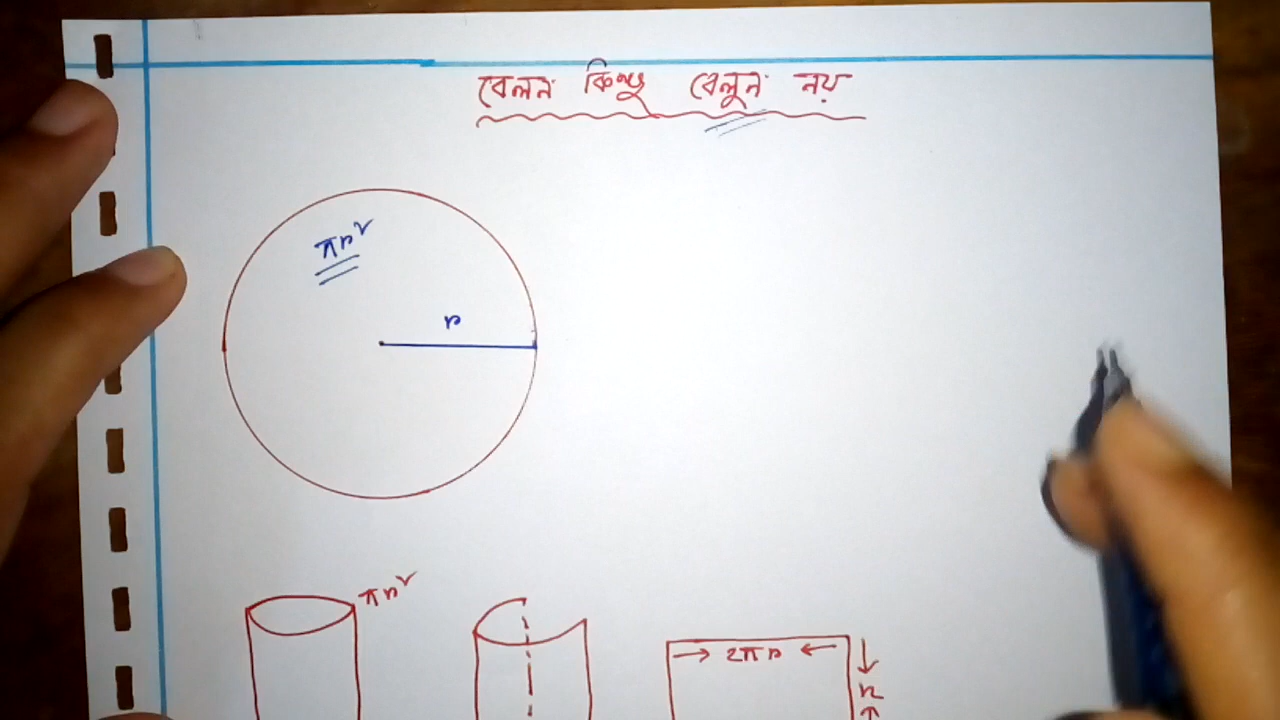 বেলন কিন্তু বেলুন নয়
πr²
r
πr²
→ 2πr ←
h